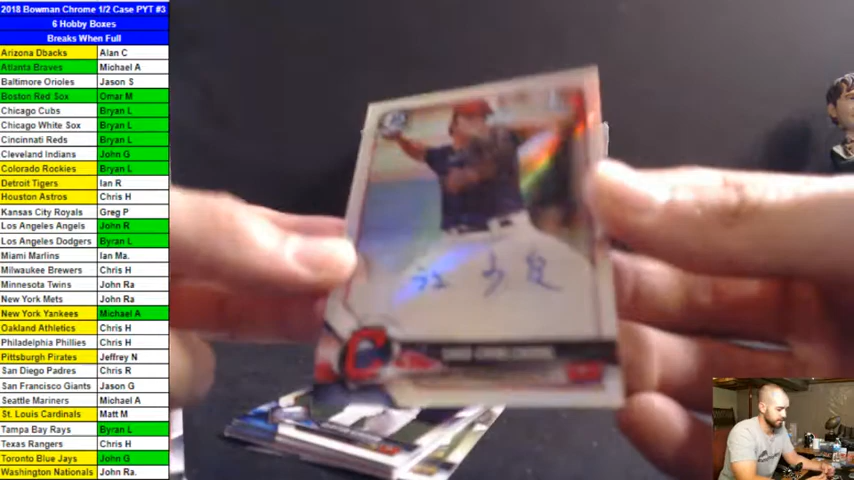 2018 Bowman Chrome 1/2 Case PYT #3
6 Hobby Boxes
Breaks When Full
Arizona Dbacks Alan C
Atlanta Braves Michael A
Baltimore Orioles Jason S
Boston Red Sox Omar M
Chicago Cubs Bryan L
Chicago White Sox Bryan L
Cincinnati Reds Bryan L
Cleveland Indians John G
Colorado Rockies Bryan L
Detroit Tigers Ian R
Houston Astros Chris H
Kansas City Royals Greg P
Los Angeles Angels John R
Los Angeles Dodgers Byran L
Miami Marlins Ian Ma.
Milwaukee Brewers Chris H
Minnesota Twins John Ra
New York Mets John Ra
New York Yankees Michael A
Oakland Athletics Chris H
Philadelphia Phillies Chris H
Pittsburgh Pirates Jeffrey N
San Diego Padres Chris R
San Francisco Giants Jason G
Seattle Mariners Michael A
St. Louis Cardinals Matt M
Tampa Bay Rays Byran L
Texas Rangers Chris H
Toronto Blue Jays John G
Washington Nationals John Ra.
C